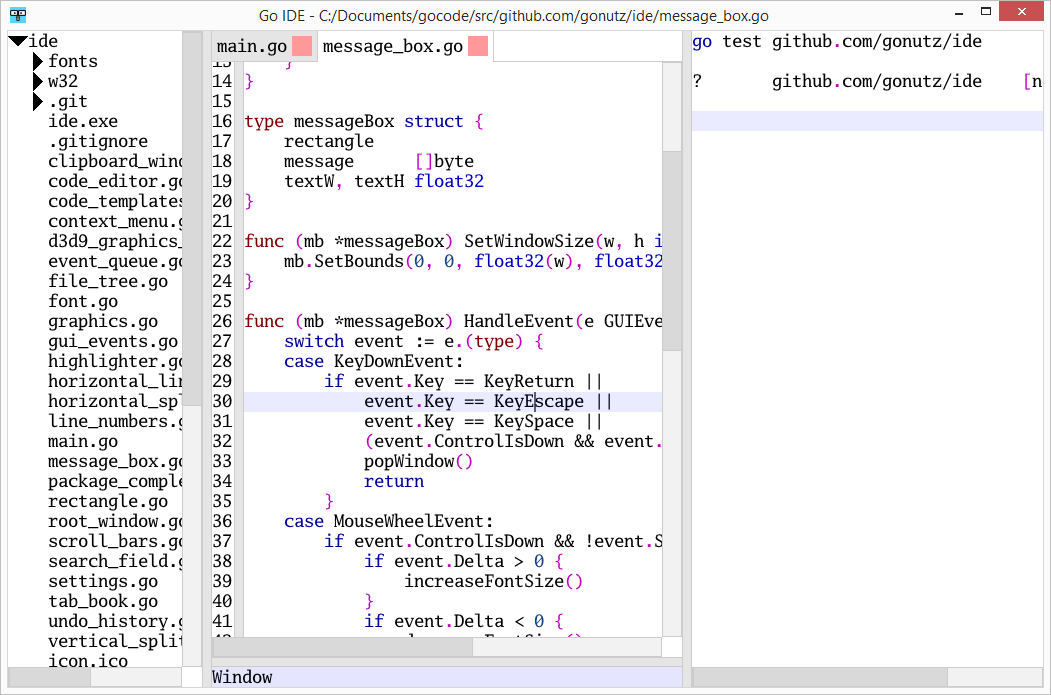 Go IDE - C:/Documents/gocode/src/github.com/gonutz/ide/message_box.go
ide
fonts
w32
.git
ide.exe
.gitignore
clipboard_wind
code_editor.go
code_templates
context_menu.g
d3d9_graphics_
event_queue.go
file_tree.go
font.go
graphics.go
gui_events.go
highlighter.go
horizontal_lin
horizontal_spl
line_numbers.g
main.go
message_box.go
package_comple
rectangle.go
root_window.go
scroll_bars.go
search_field.g
settings.go
tab_book.go
undo_history.g
vertical_split
icon.ico
main.go message_box.go
13 }
14 }
15
16 type messageBox struct {
17 rectangle
18 message []byte
19 textW, textH float32
20 }
21
22 func (mb *messageBox) SetWindowSize(w, h i
23 mb.SetBounds(0, 0, float32(w), float32
24 }
25
26 func (mb *messageBox) HandleEvent(e GUIEve
27 switch event := e.(type) {
28 case KeyDownEvent:
29 if event.Key == KeyReturn ||
30 event.Key == KeyEscape ||
31 event.Key == KeySpace ||
32 (event.ControlIsDown && event.
33 popWindow()
34 return
35 }
36 case MouseWheelEvent:
37 if event.ControlIsDown && !event.S
38 if event.Delta > 0 {
39 increaseFontSize()
40 }
41 if event.Delta < 0 {
Window
go test github.com/gonutz/ide
? github.com/gonutz/ide [n